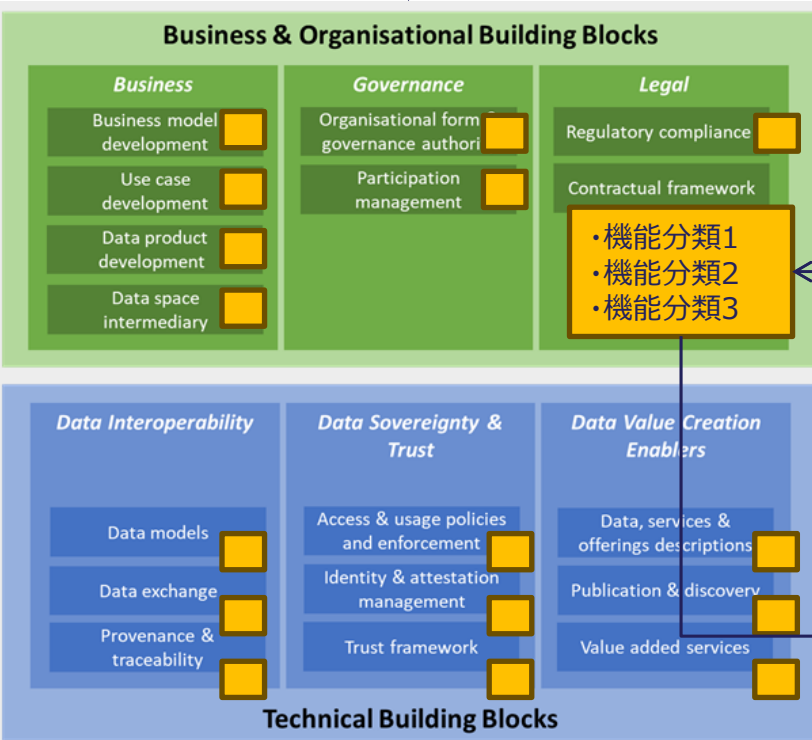 Business & Organisational Building Blocks
Business
Business model
development
Use case
development
Data product
development
Data space
intermediary
Governance
Organisational form
governance authori
Participation
management
Legal
Regulatory compliance
Contractual framework
・機能分類1
・機能分類2
・機能分類3
Data Interoperability
Data models
Data exchange
Provenance &
traceability
Data Sovereignty &
Trust
Access & usage policies
and enforcement
Identity & attestation
management
Trust framework
Data Value Creation
Enablers
Data, services &
offerings descriptions
Publication & discovery
Value added services
Technical Building Blocks